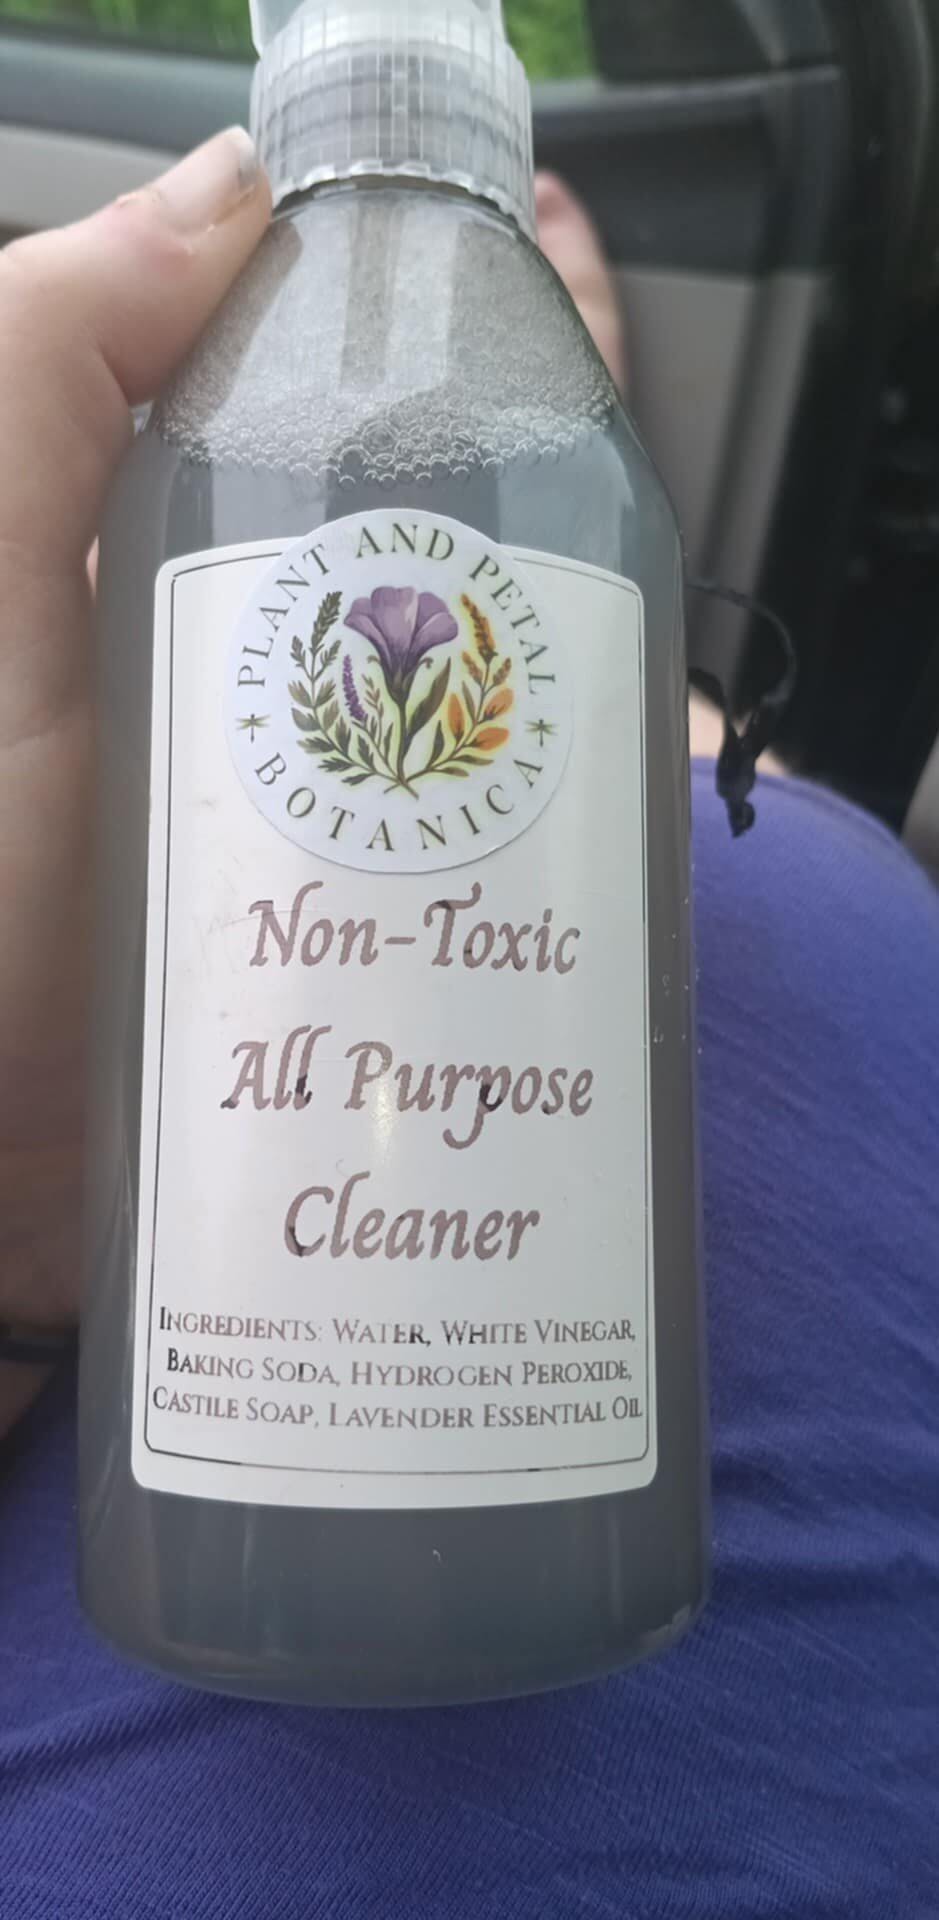 PLANT AND PETAL
BOTANICA
Non-Toxic
All Purpose
Cleaner
INGREDIENTS: WATER, WHITE VINEGAR,
BAKING SODA, HYDROGEN PEROXIDE,
CASTILE SOAP, LAVENDER ESSENTIAL OIL